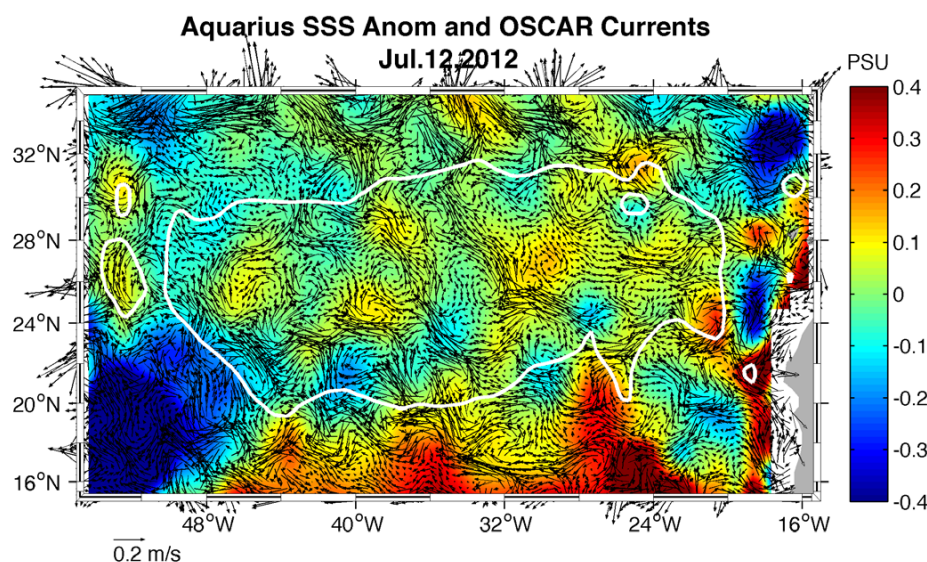 Aquarius SSS Anom and OSCAR Currents
Jul.12,2012
PSU
0.4
0.3
0.2
0.1
0
-0.1
-0.2
-0.3
-0.4
32°N
28°N
24°N
20°N
16°N
48°W
40°W
32°W
24°W
16°W
0.2 m/s